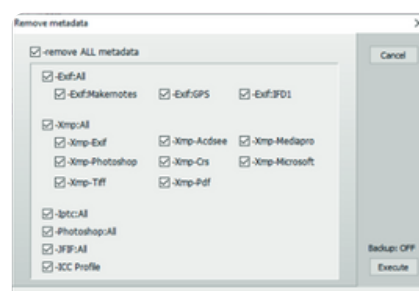 Remove metadata
-remove ALL metadata
Cancel
-Exif:All
-Exif:Makernotes -Exif:GPS -Exif:IFD1
-Xmp:All
-Xmp-Exif -Xmp-Acdsee -Xmp-Mediapro
-Xmp-Photoshop -Xmp-Crs -Xmp-Microsoft
-Xmp-Tiff -Xmp-Pdf
-Iptc:All
-Photoshop:All
-JFIF:All
-ICC Profile
Backup: OFF
Execute